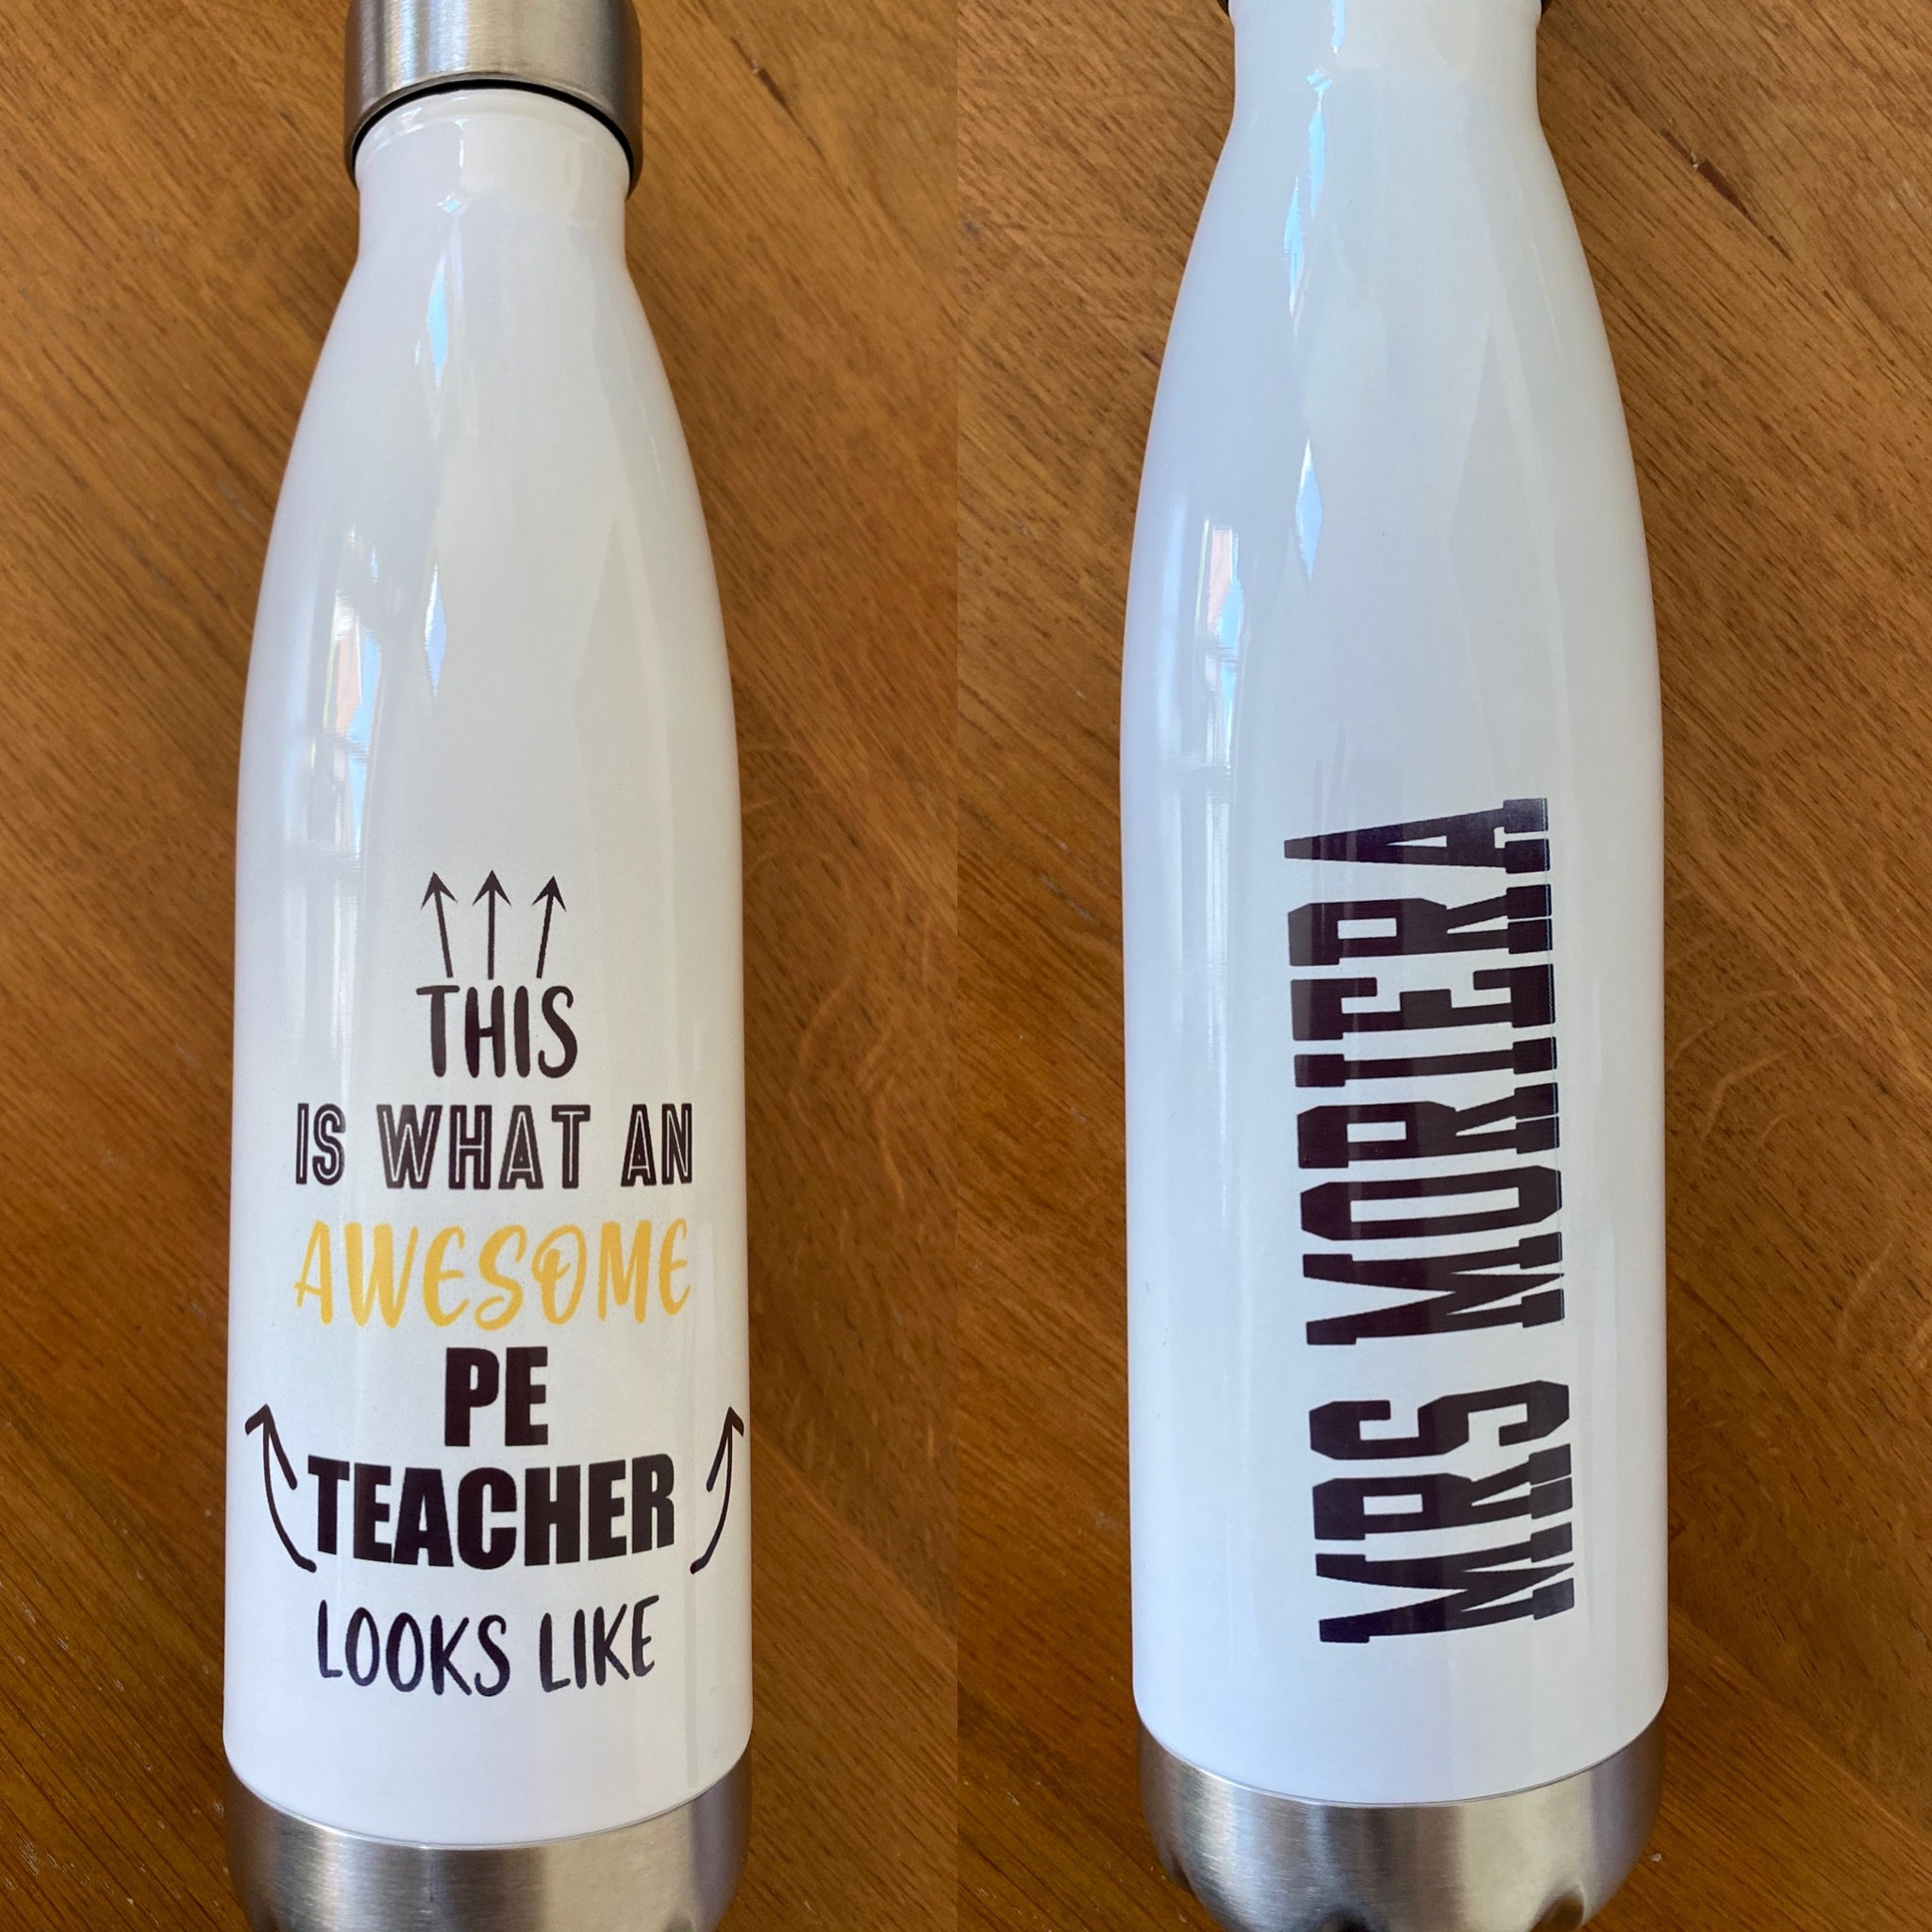 THIS
IS WHAT AN
AWESOME
PE
TEACHER
LOOKS LIKE
MRS MORIERA